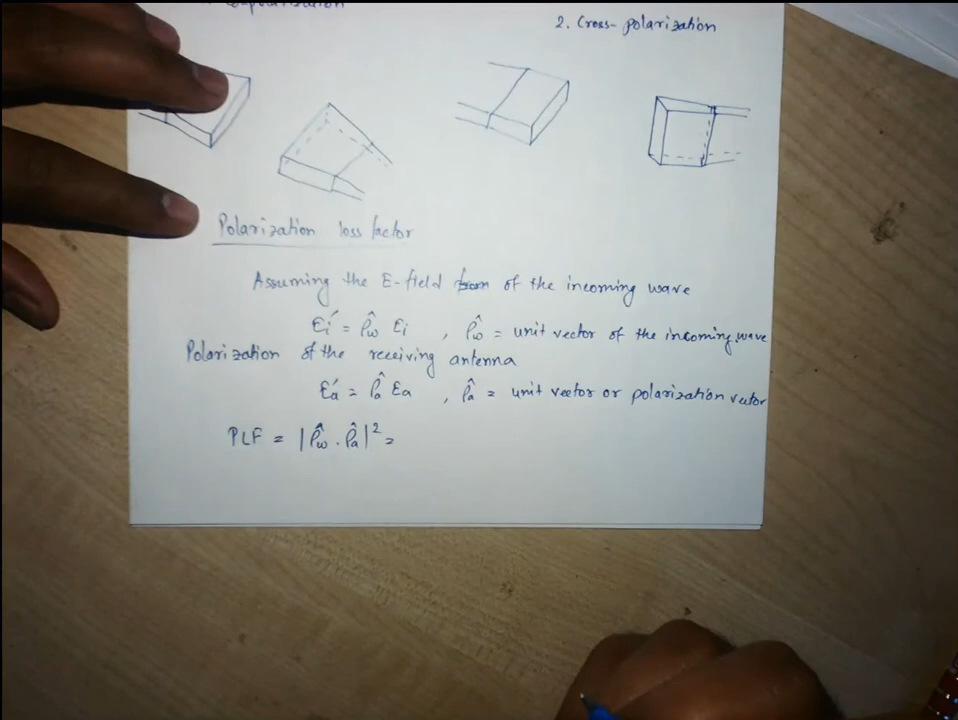 2. Cross-polarization
Polarization loss factor
Assuming the E-field of the incoming wave
Ei' = ρ̂w Ei , ρ̂w = unit vector of the incoming wave
Polarization of the receiving antenna
Ea' = ρ̂a Ea , ρ̂a = unit vector or polarization vector
PLF = |ρ̂w . ρ̂a|² =